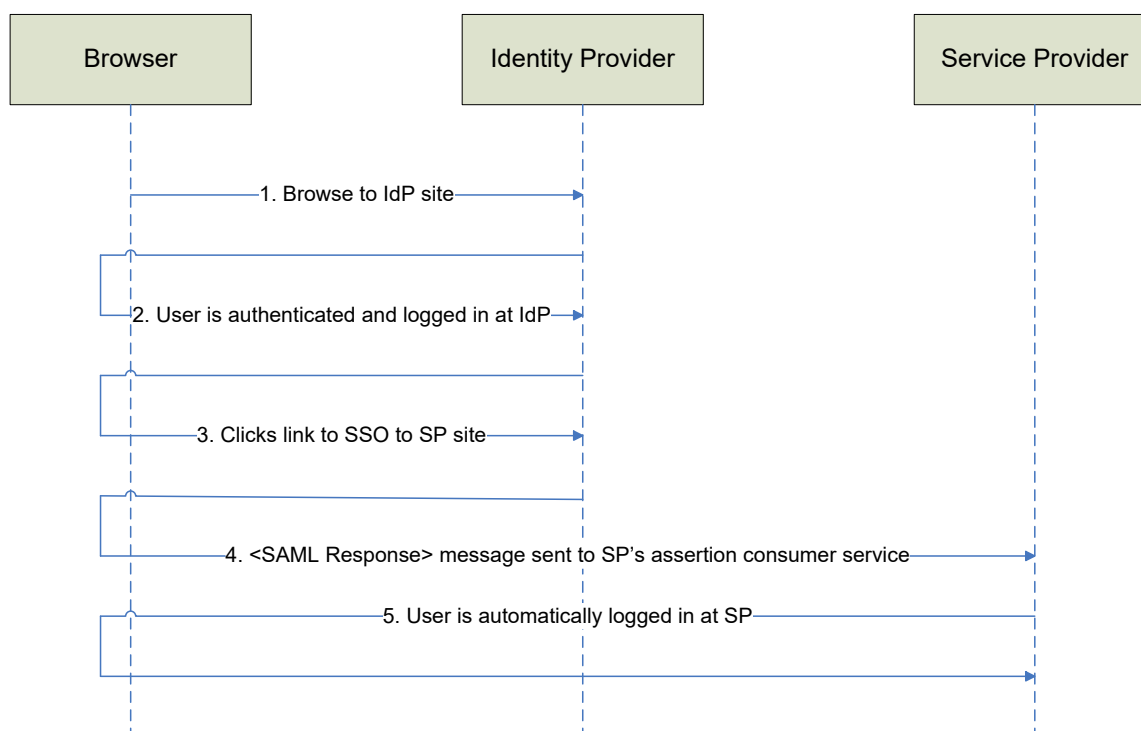 Browser
Identity Provider
Service Provider
1. Browse to IdP site
2. User is authenticated and logged in at IdP
3. Clicks link to SSO to SP site
4. <SAML Response> message sent to SP’s assertion consumer service
5. User is automatically logged in at SP